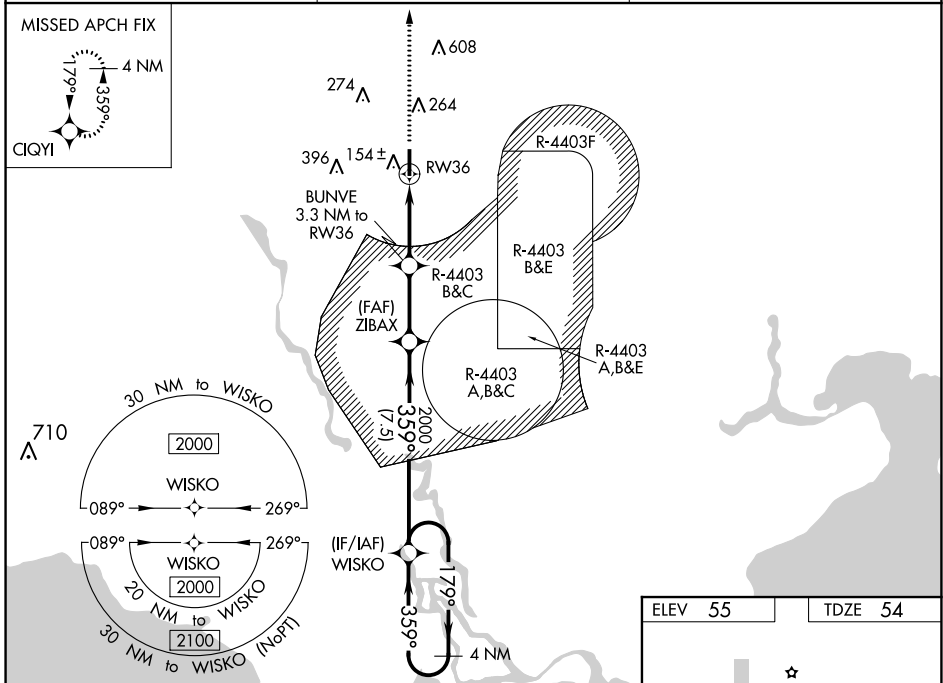 MISSED APCH FIX
4 NM
179°
359°
CIQYI
608
274
264
396
154 ±
RW36
R-4403F
BUNVE
3.3 NM to
RW36
R-4403
B&E
R-4403
B&C
(FAF)
ZIBAX
R-4403
A,B&E
R-4403
A,B&C
2000
359°
(7.5)
710
30 NM to WISKO
2000
WISKO
089°
269°
089°
269°
WISKO
2000
20 NM to WISKO
2100
30 NM to WISKO (NoPT)
(IF/IAF)
WISKO
179°
359°
4 NM
ELEV 55
TDZE 54